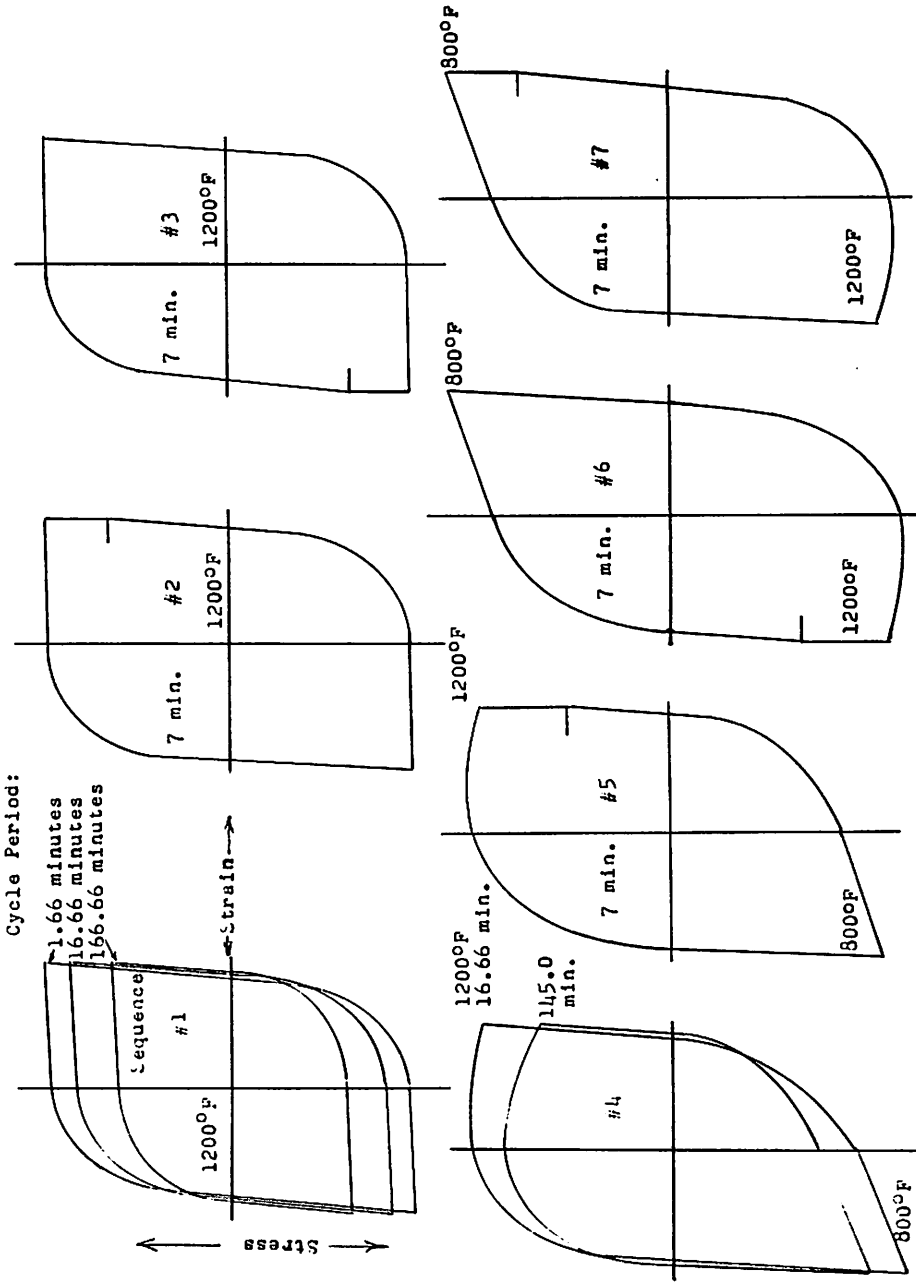 Cycle Period:
1.66 minutes
16.66 minutes
166.66 minutes
Sequence
#1
1200°F
Strain
Stress
7 min.
#2
1200°F
7 min.
#3
1200°F
1200°F
16.66 min.
145.0
min.
#4
800°F
1200°F
7 min.
#5
800°F
800°F
7 min.
#6
1200°F
800°F
7 min.
#7
1200°F